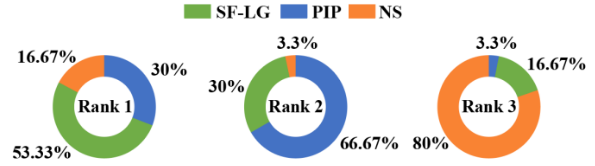 SF-LG PIP NS
16.67% 30% Rank 1 53.33%
3.3% 30% Rank 2 66.67%
3.3% 16.67% Rank 3 80%